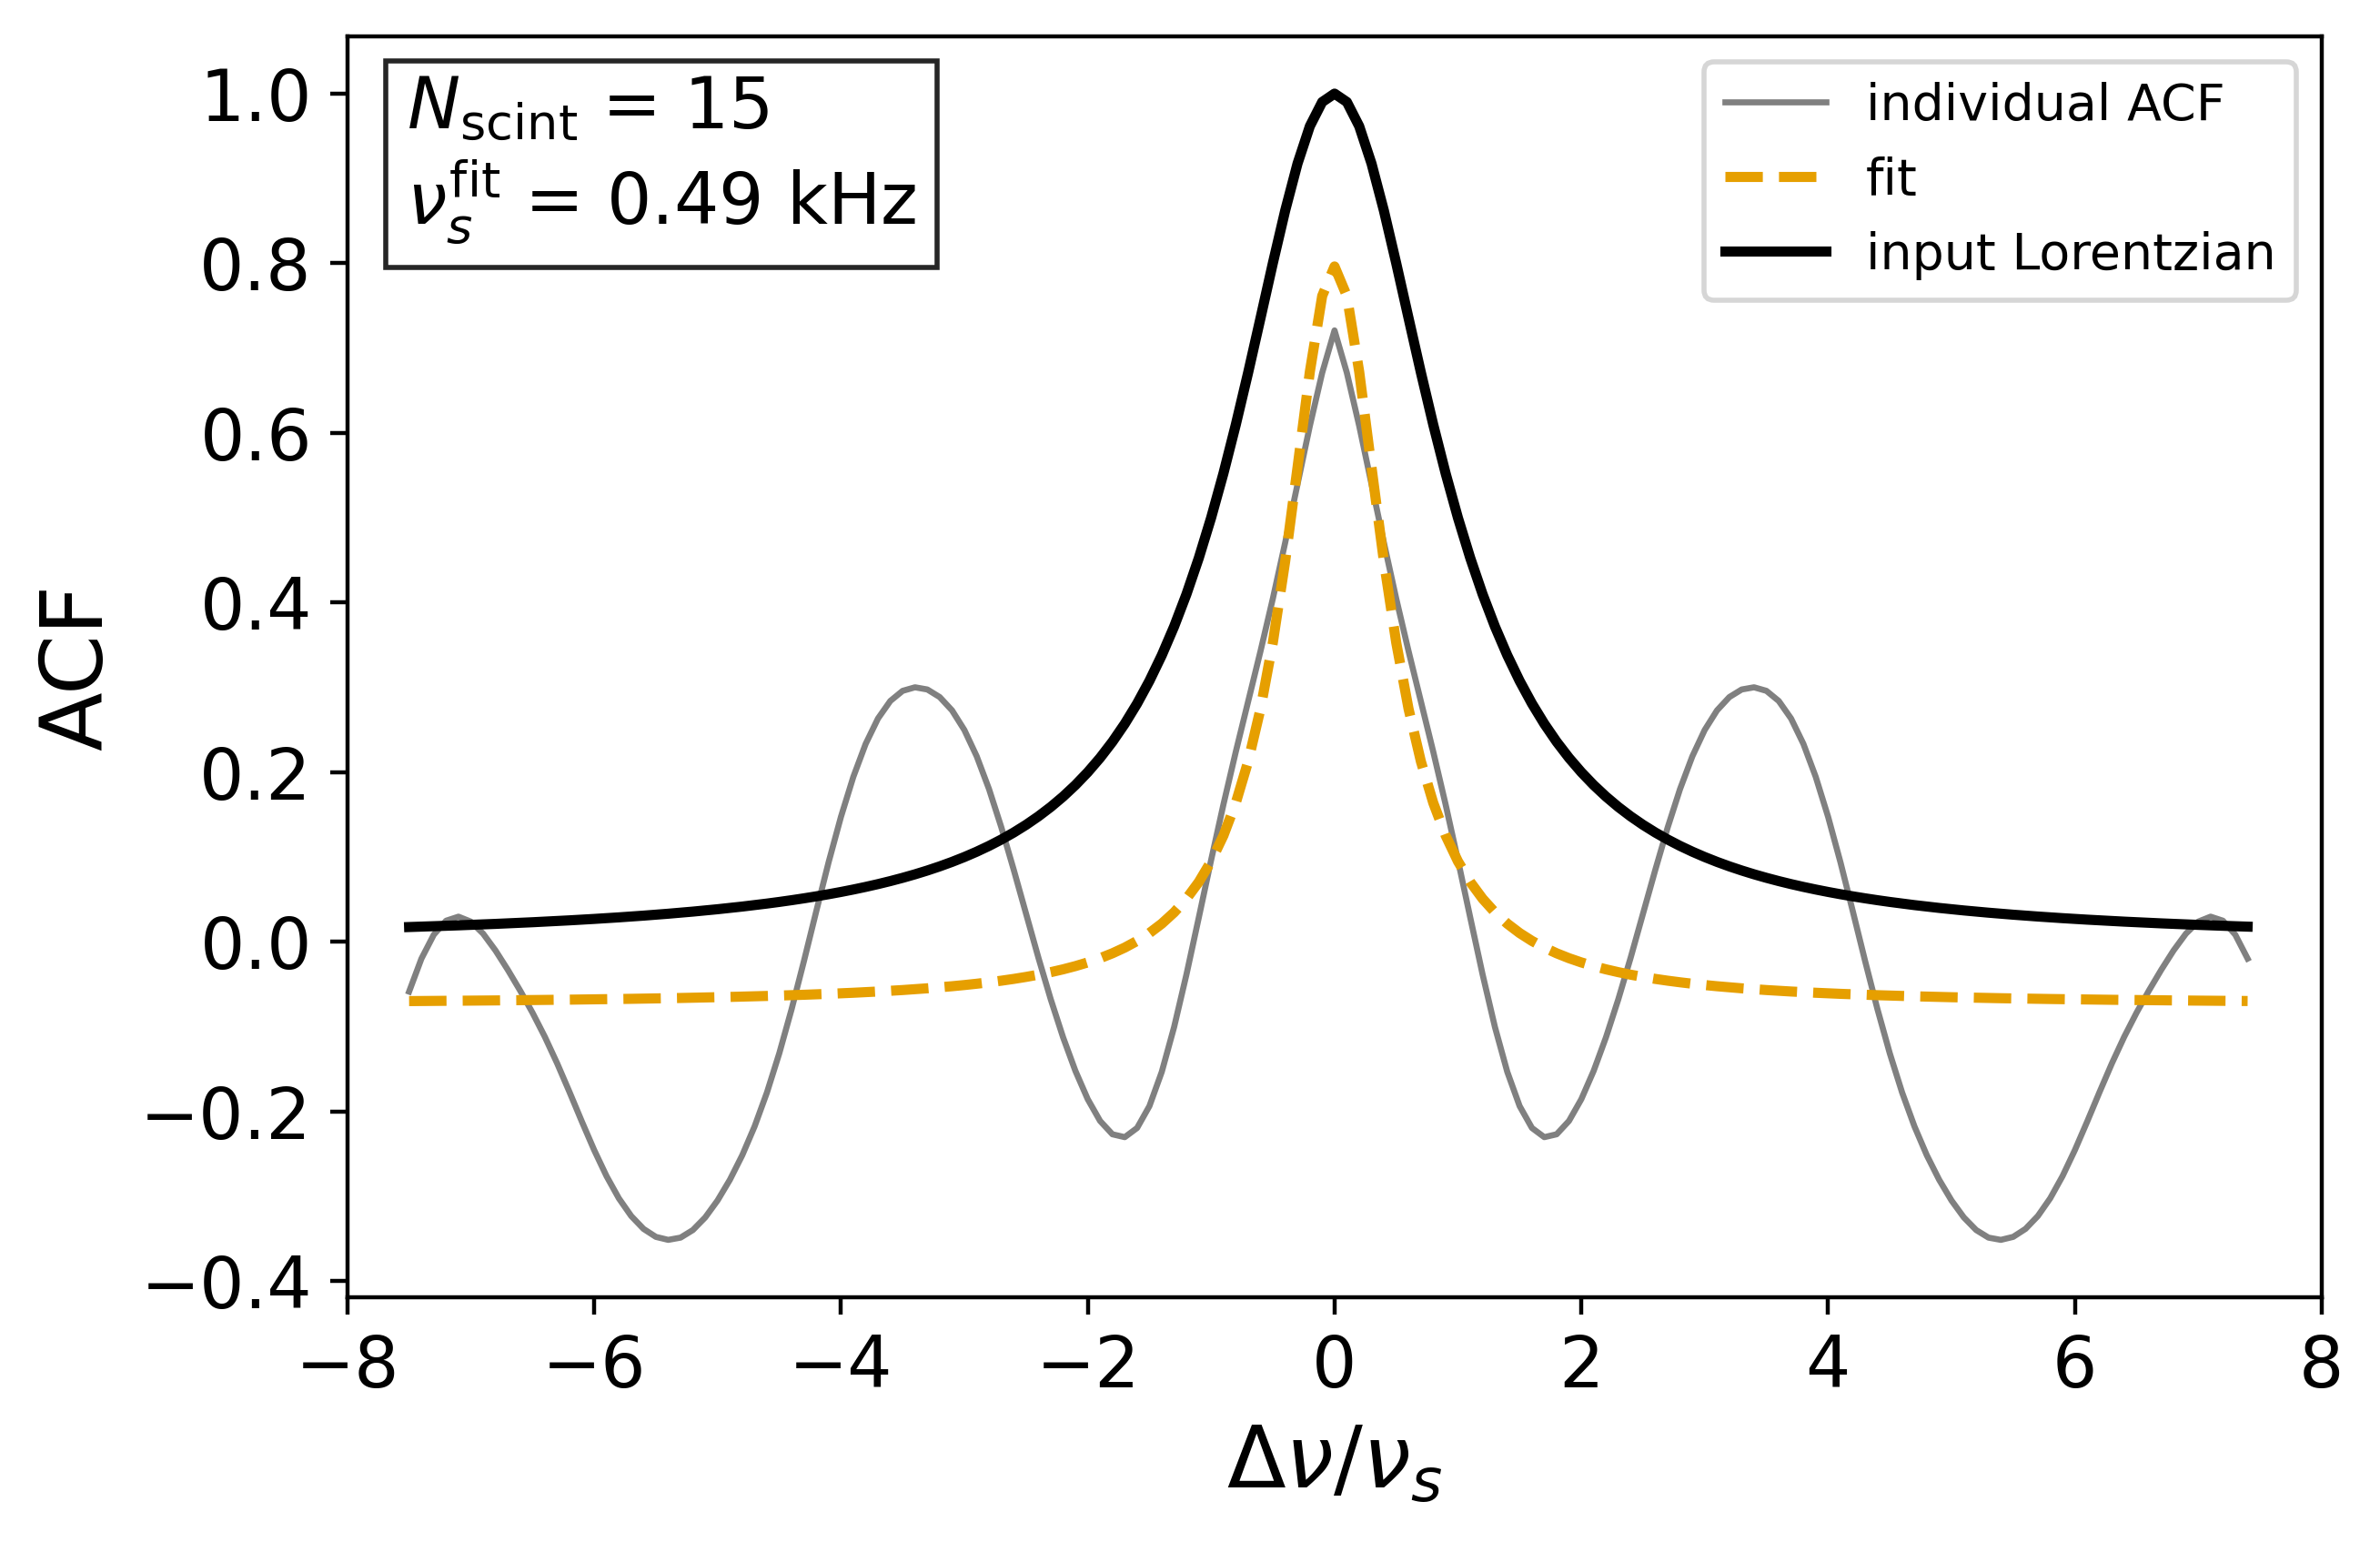 N_scint = 15
ν_s^fit = 0.49 kHz
individual ACF
fit
input Lorentzian
ACF
1.0
0.8
0.6
0.4
0.2
0.0
−0.2
−0.4
−8 −6 −4 −2 0 2 4 6 8
Δν/ν_s